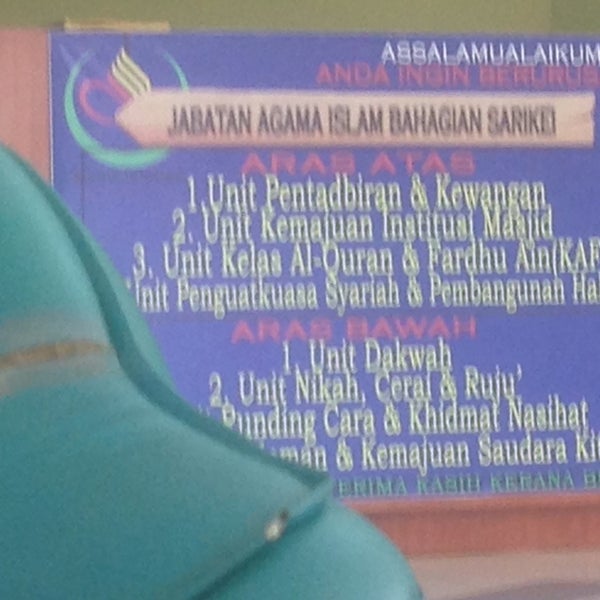 ASSALAMUALAIKUM
ANDA INGIN BERURUS
JABATAN AGAMA ISLAM BAHAGIAN SARIKEI
ARAS ATAS
1. Unit Pentadbiran & Kewangan
2. Unit Kemajuan Institusi Masjid
3. Unit Kelas Al-Quran & Fardhu Ain(KAF
Unit Penguatkuasa Syariah & Pembangunan Hal
ARAS BAWAH
1. Unit Dakwah
2. Unit Nikah, Cerai & Ruju'
Runding Cara & Khidmat Nasihat
& Kemajuan Saudara Kit
ERIMA KASIH KERANA B